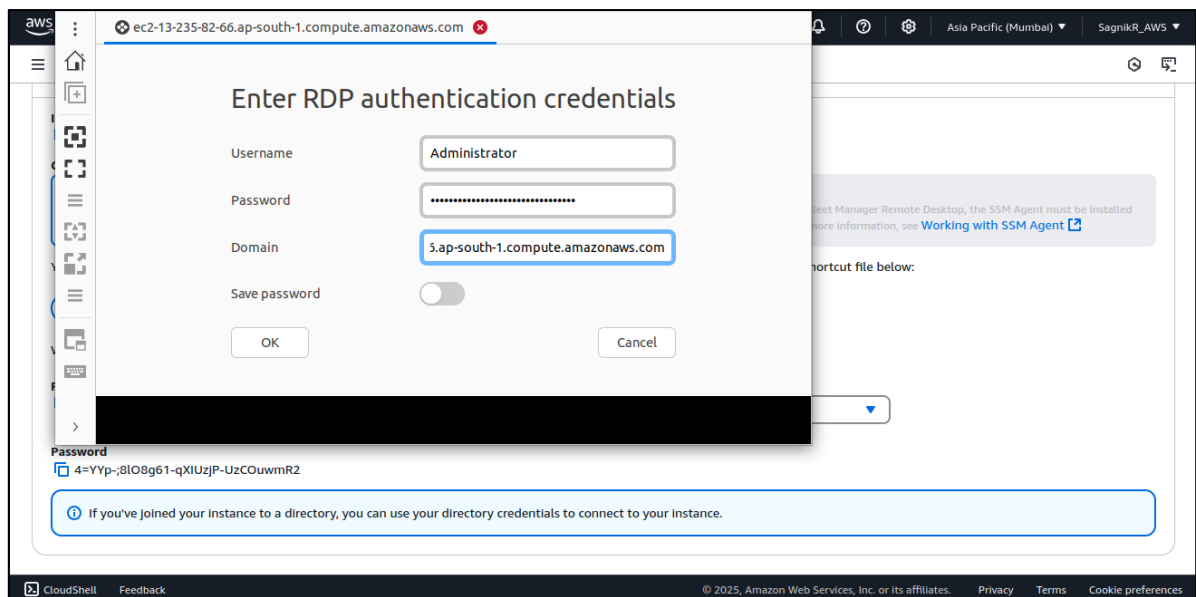 aws
ec2-13-235-82-66.ap-south-1.compute.amazonaws.com
Asia Pacific (Mumbai)
SagnikR_AWS
Enter RDP authentication credentials
Username
Administrator
Password
Domain
.ap-south-1.compute.amazonaws.com
Save password
OK
Cancel
leet Manager Remote Desktop, the SSM Agent must be installed
more information, see Working with SSM Agent
hortcut file below:
Password
4=YYp-;8lO8g61-qXIUzjP-UzCOuwmR2
If you've joined your instance to a directory, you can use your directory credentials to connect to your instance.
CloudShell Feedback © 2025, Amazon Web Services, Inc. or its affiliates. Privacy Terms Cookie preferences